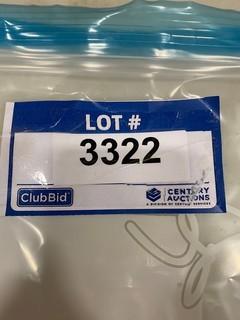 LOT #
3322
ClubBid
CENTURY
AUCTIONS
A DIVISION OF CENTURY SERVICES